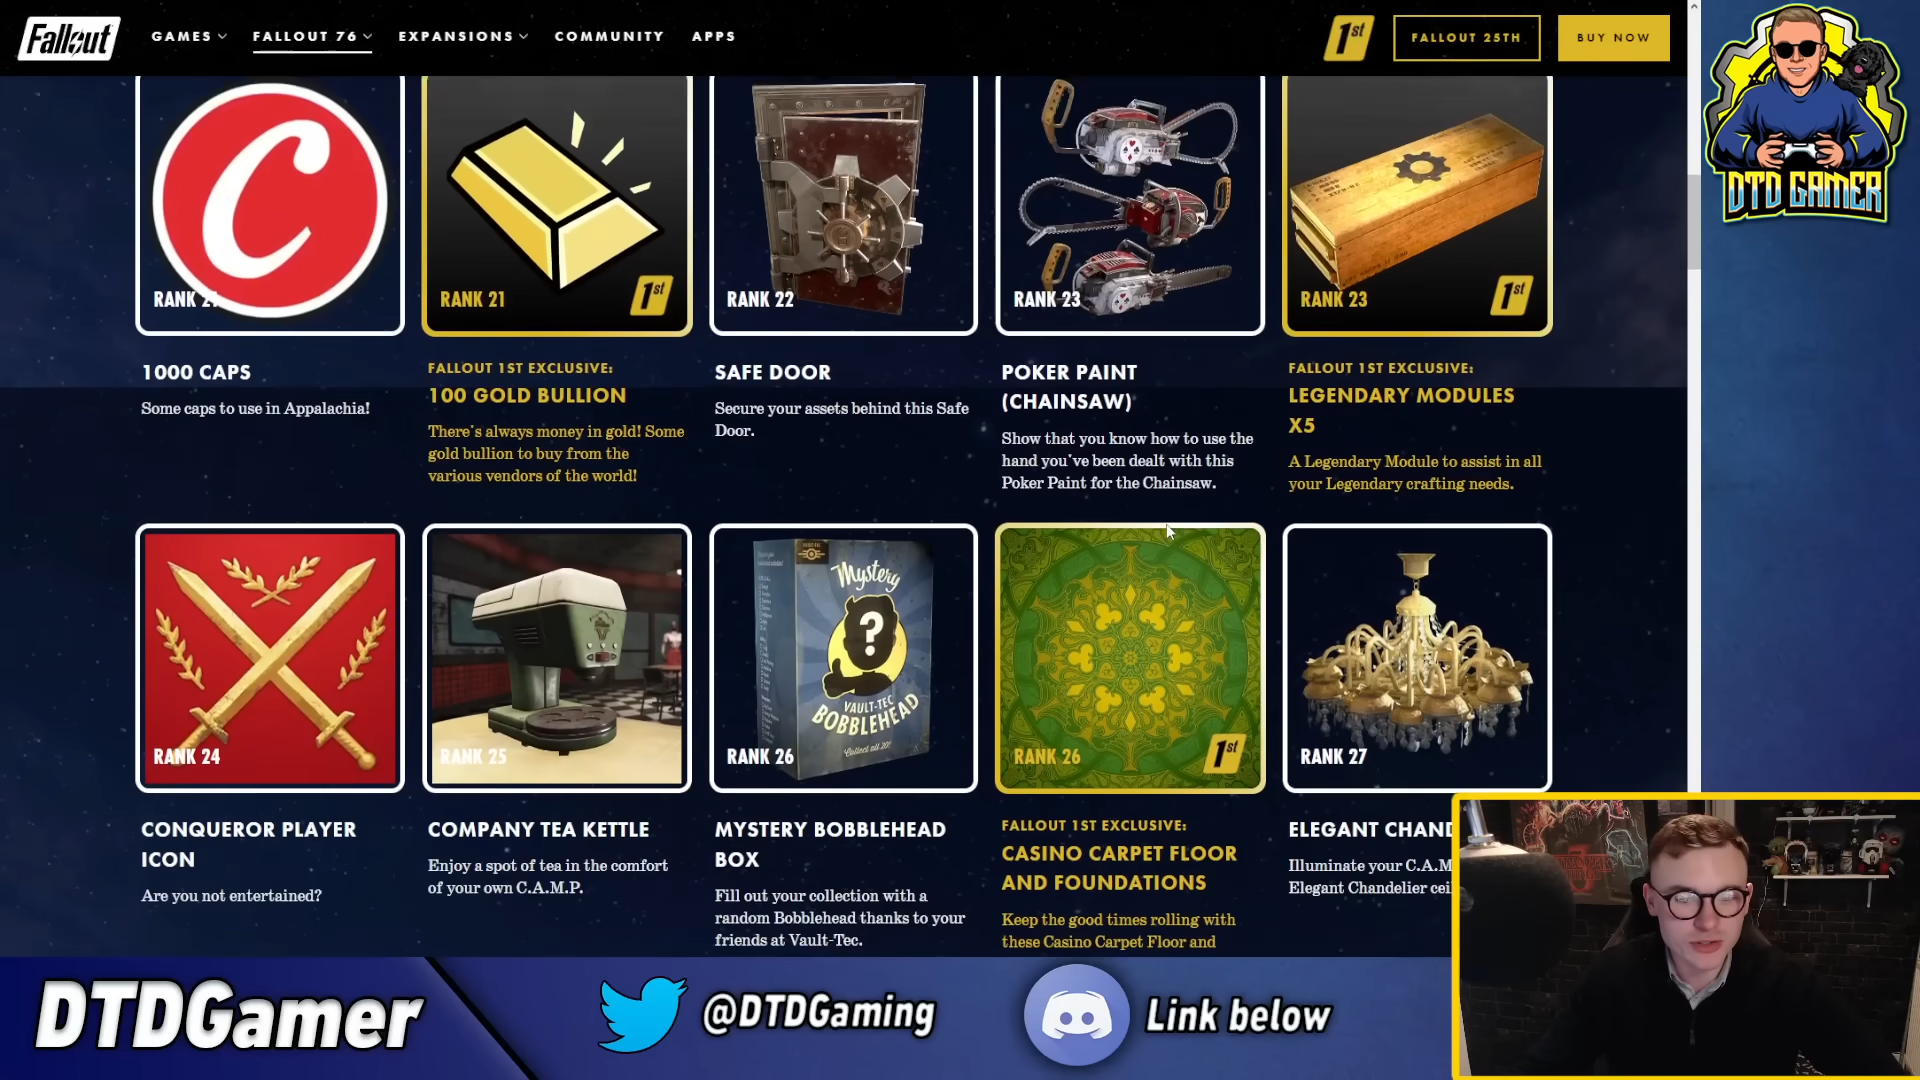 Fallout
GAMES
FALLOUT 76
EXPANSIONS
COMMUNITY
APPS
1st
FALLOUT 25TH
BUY NOW
DTD GAMER
C
RANK 21
RANK 21
1st
RANK 22
RANK 23
RANK 23
1st
1000 CAPS
Some caps to use in Appalachia!
FALLOUT 1ST EXCLUSIVE:
100 GOLD BULLION
There's always money in gold! Some
gold bullion to buy from the
various vendors of the world!
SAFE DOOR
Secure your assets behind this Safe
Door.
POKER PAINT
(CHAINSAW)
Show that you know how to use the
hand you've been dealt with this
Poker Paint for the Chainsaw.
FALLOUT 1ST EXCLUSIVE:
LEGENDARY MODULES
X5
A Legendary Module to assist in all
your Legendary crafting needs.
RANK 24
RANK 25
Mystery
?
VAULT-TEC
BOBBLEHEAD
Collect all 20!
RANK 26
RANK 26
1st
RANK 27
CONQUEROR PLAYER
ICON
Are you not entertained?
COMPANY TEA KETTLE
Enjoy a spot of tea in the comfort
of your own C.A.M.P.
MYSTERY BOBBLEHEAD
BOX
Fill out your collection with a
random Bobblehead thanks to your
friends at Vault-Tec.
FALLOUT 1ST EXCLUSIVE:
CASINO CARPET FLOOR
AND FOUNDATIONS
Keep the good times rolling with
these Casino Carpet Floor and
ELEGANT CHAND
Illuminate your C.A.M
Elegant Chandelier cei
DTDGamer
@DTDGaming
Link below